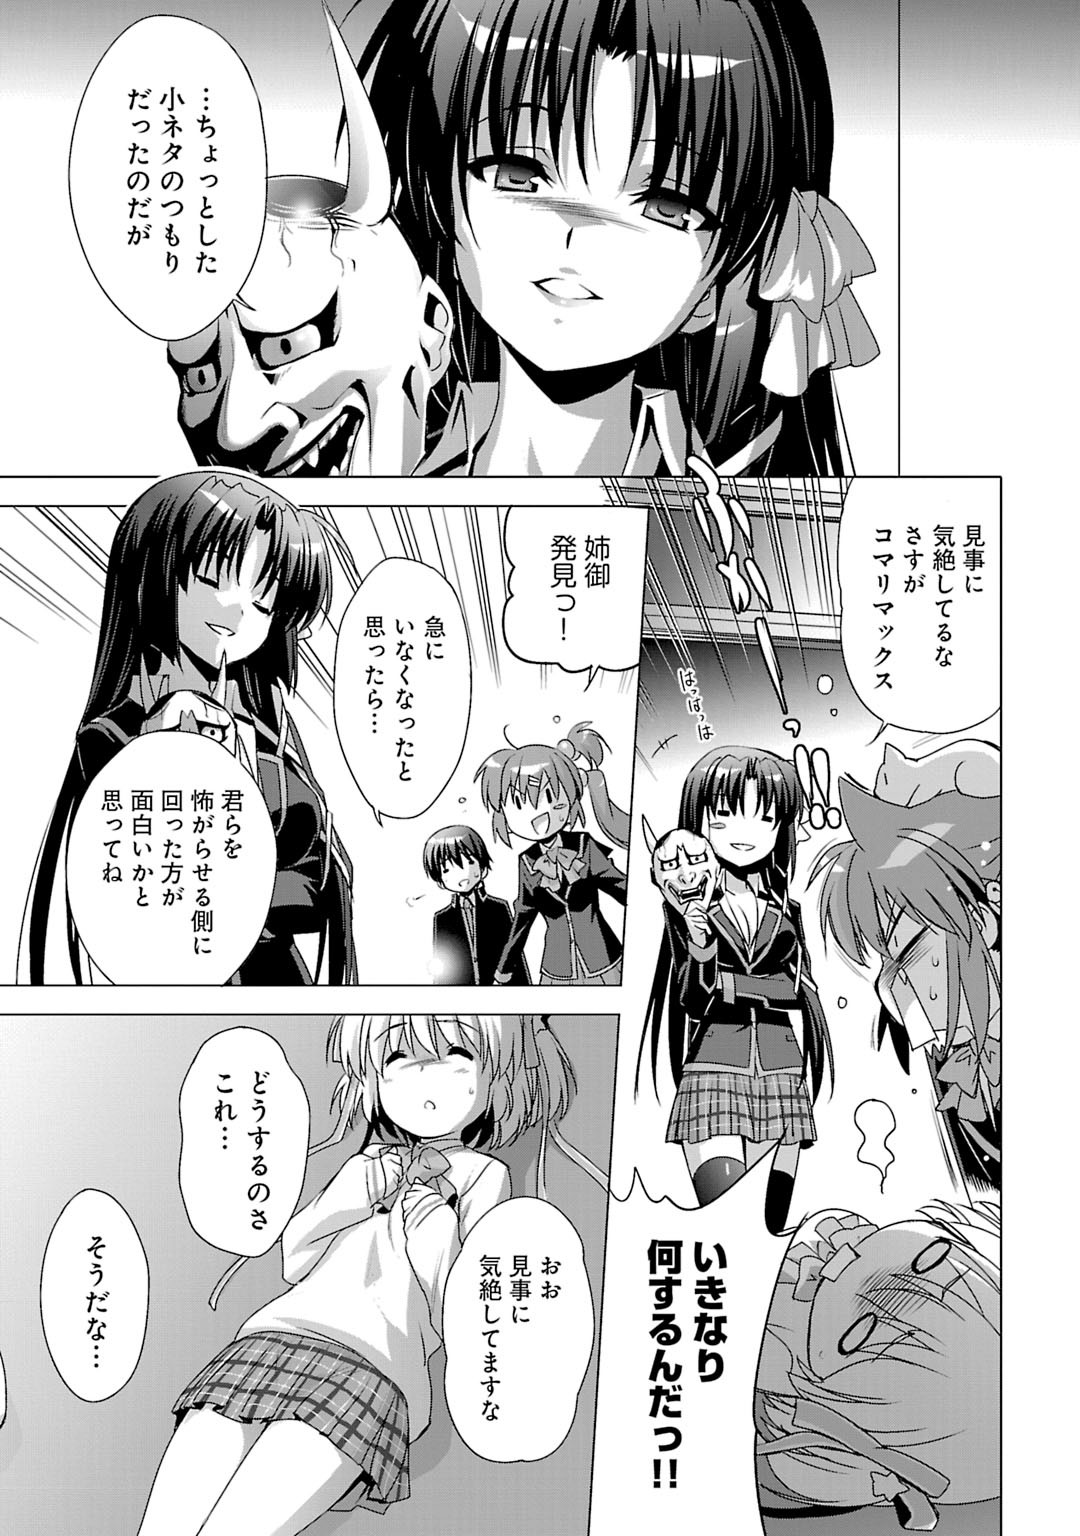 …ちょっとした
小ネタのつもり
だったのだが
見事に
気絶してるな
さすが
コマリマックス
はっはっは
いきなり
何するんだっ!!
姉御
発見っ！
急に
いなくなったと
思ったら…
君らを
怖がらせる側に
回った方が
面白いかと
思ってね
おお
見事に
気絶してますな
どうするのさ
これ…
そうだな…